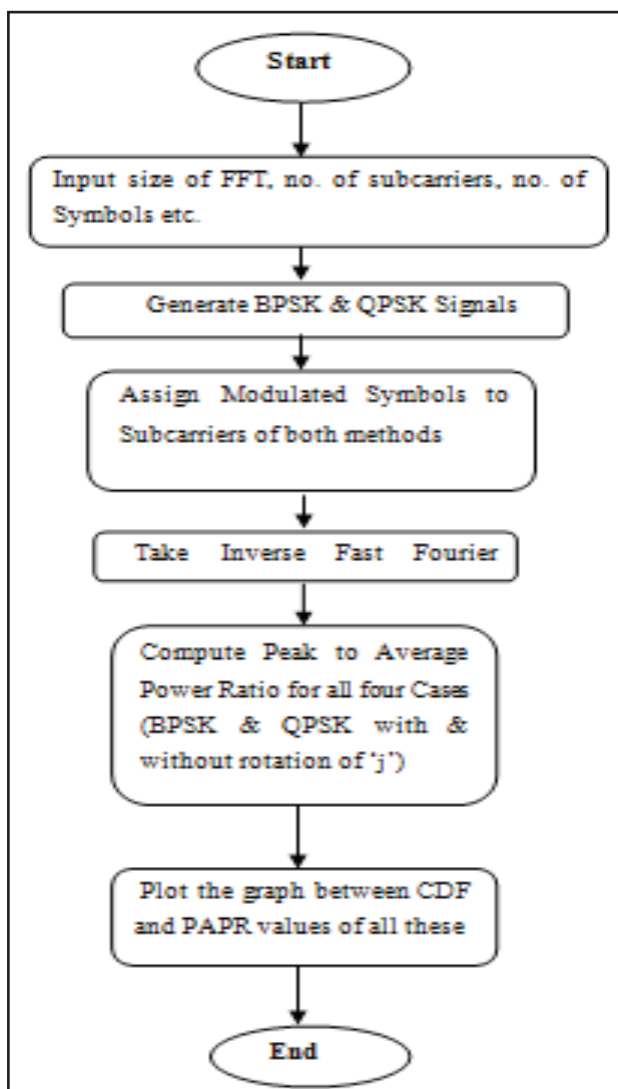 Start
Input size of FFT, no. of subcarriers, no. of
Symbols etc.
Generate BPSK & QPSK Signals
Assign Modulated Symbols to
Subcarriers of both methods
Take Inverse Fast Fourier
Compute Peak to Average
Power Ratio for all four Cases
(BPSK & QPSK with &
without rotation of ‘j’)
Plot the graph between CDF
and PAPR values of all these
End